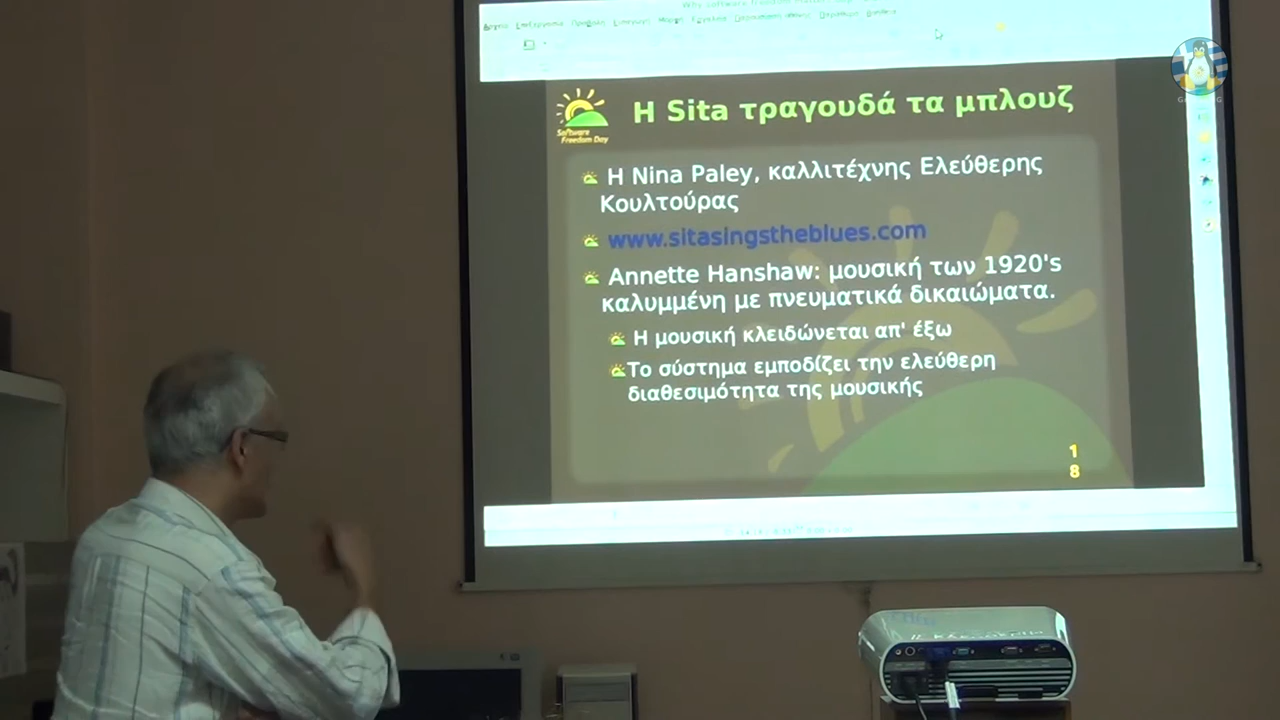 Η Sita τραγουδά τα μπλουζ
Software
Freedom Day
Η Nina Paley, καλλιτέχνης Ελεύθερης
Κουλτούρας
www.sitasingstheblues.com
Annette Hanshaw: μουσική των 1920's
καλυμμένη με πνευματικά δικαιώματα.
Η μουσική κλειδώνεται απ' έξω
Το σύστημα εμποδίζει την ελεύθερη
διαθεσιμότητα της μουσικής
1
8